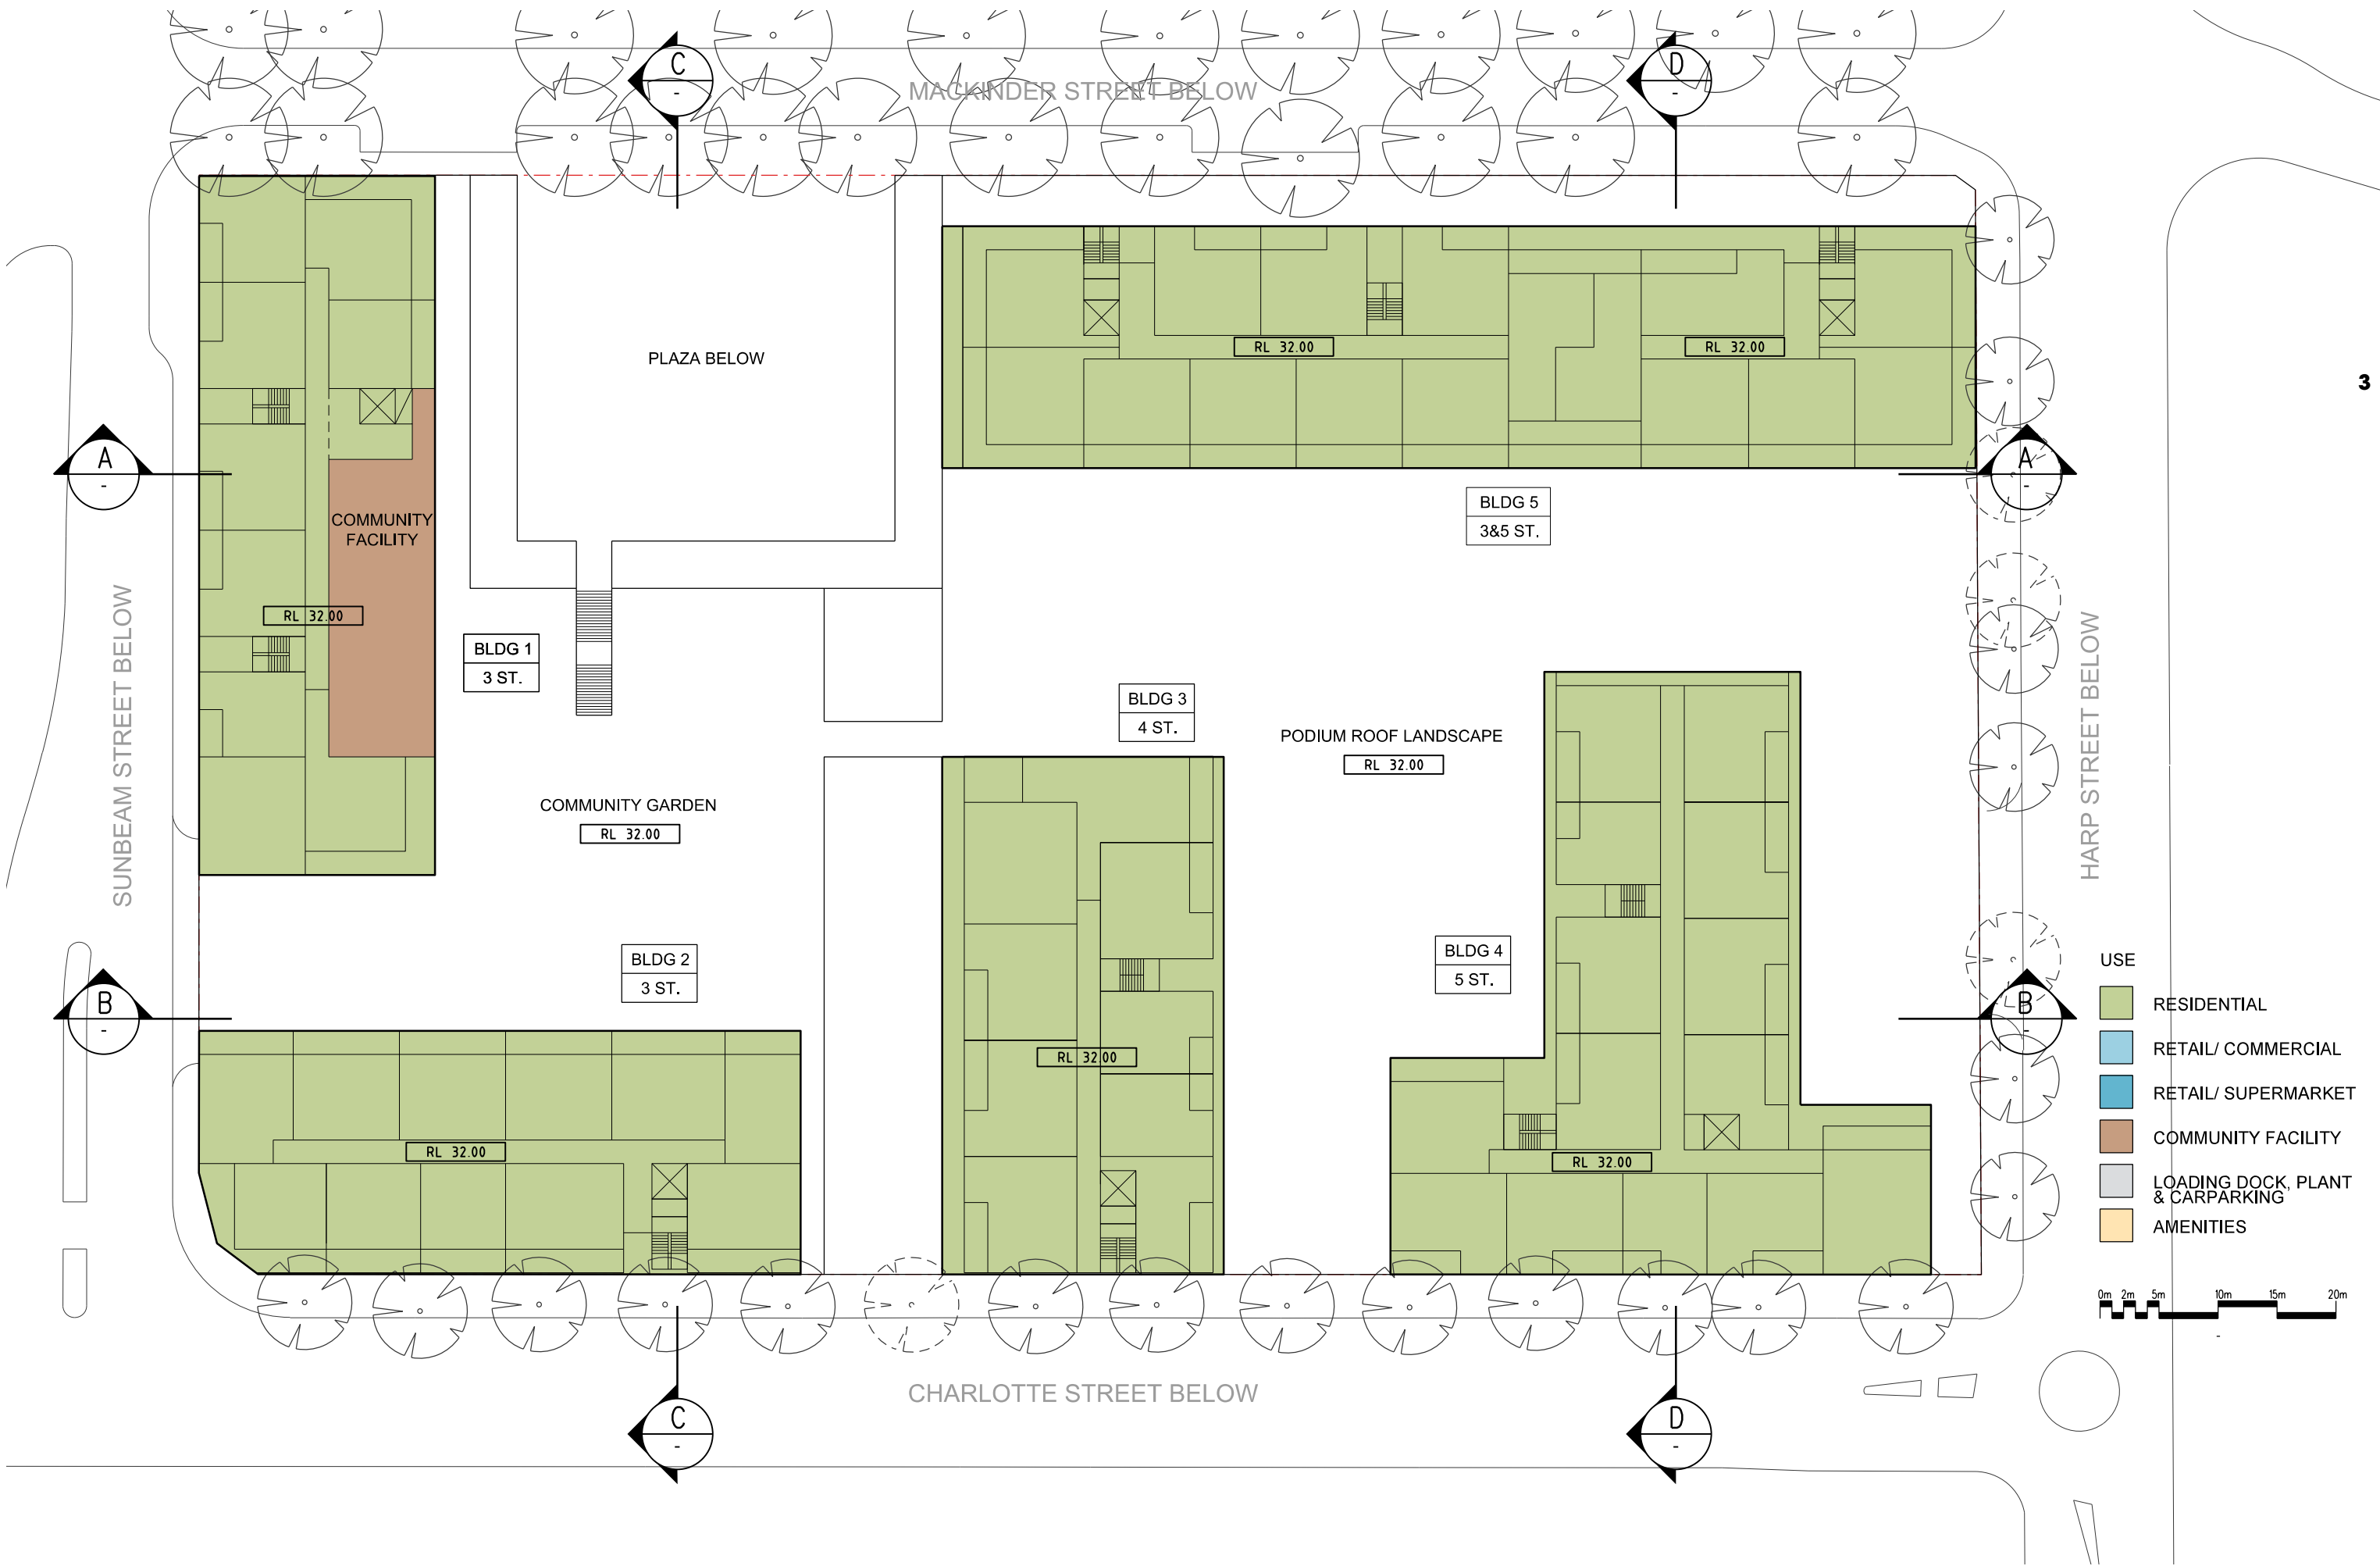 C
-
D
-
MACKINDER STREET BELOW
PLAZA BELOW
RL 32.00
RL 32.00
3
A
-
A
-
BLDG 5
3&5 ST.
COMMUNITY
FACILITY
RL 32.00
BLDG 1
3 ST.
SUNBEAM STREET BELOW
HARP STREET BELOW
BLDG 3
4 ST.
PODIUM ROOF LANDSCAPE
RL 32.00
COMMUNITY GARDEN
RL 32.00
BLDG 2
3 ST.
BLDG 4
5 ST.
B
-
B
-
RL 32.00
RL 32.00
RL 32.00
USE
RESIDENTIAL
RETAIL/ COMMERCIAL
RETAIL/ SUPERMARKET
COMMUNITY FACILITY
LOADING DOCK, PLANT
& CARPARKING
AMENITIES
0m 2m 5m 10m 15m 20m
-
CHARLOTTE STREET BELOW
C
-
D
-